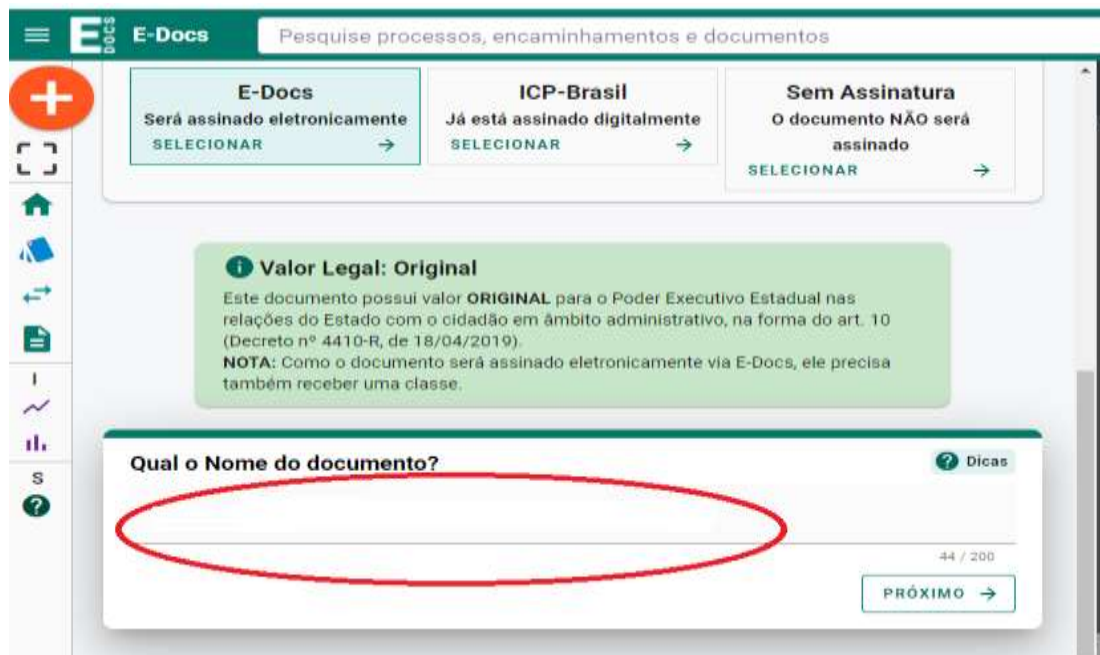 E DOCS E-Docs Pesquise processos, encaminhamentos e documentos
E-Docs
Será assinado eletronicamente
SELECIONAR →
ICP-Brasil
Já está assinado digitalmente
SELECIONAR →
Sem Assinatura
O documento NÃO será
assinado
SELECIONAR →
Valor Legal: Original
Este documento possui valor ORIGINAL para o Poder Executivo Estadual nas
relações do Estado com o cidadão em âmbito administrativo, na forma do art. 10
(Decreto nº 4410-R, de 18/04/2019).
NOTA: Como o documento será assinado eletronicamente via E-Docs, ele precisa
também receber uma classe.
I
S
Qual o Nome do documento?
? Dicas
44 / 200
PRÓXIMO →